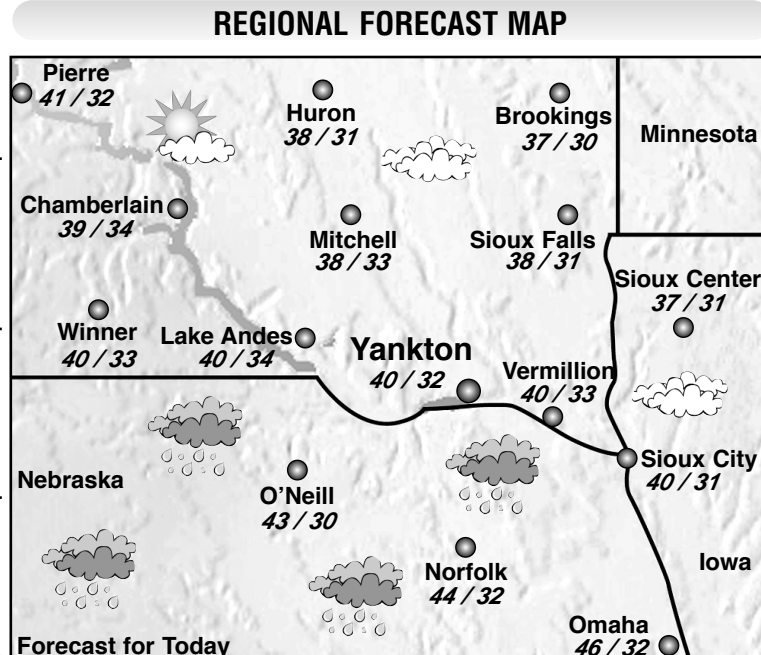 REGIONAL FORECAST MAP
Pierre
41 / 32
Huron
38 / 31
Brookings
37 / 30
Minnesota
Chamberlain
39 / 34
Mitchell
38 / 33
Sioux Falls
38 / 31
Sioux Center
37 / 31
Winner
40 / 33
Lake Andes
40 / 34
Yankton
40 / 32
Vermillion
40 / 33
Nebraska
O'Neill
43 / 30
Sioux City
40 / 31
Norfolk
44 / 32
Iowa
Omaha
46 / 32
Forecast for Today